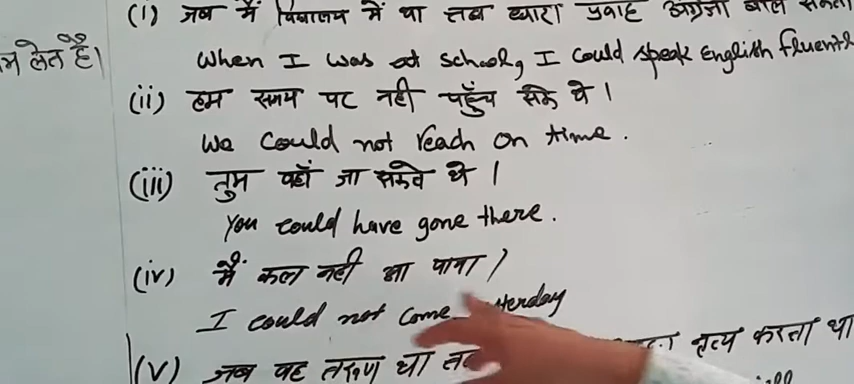 (i) जब मैं विद्यालय में था तब धारा प्रवाह अंग्रेजी बोल सकता
म लेते है।
When I was at school, I could speak English fluently
(ii) हम समय पर नही पहुँच सके थे।
We could not reach on time.
(iii) तुम वहाँ जा सकते थे।
You could have gone there.
(iv) मैं कल नही आ पाया।
I could not come yesterday
(v) जब वह तरुण था नृत्य करता था